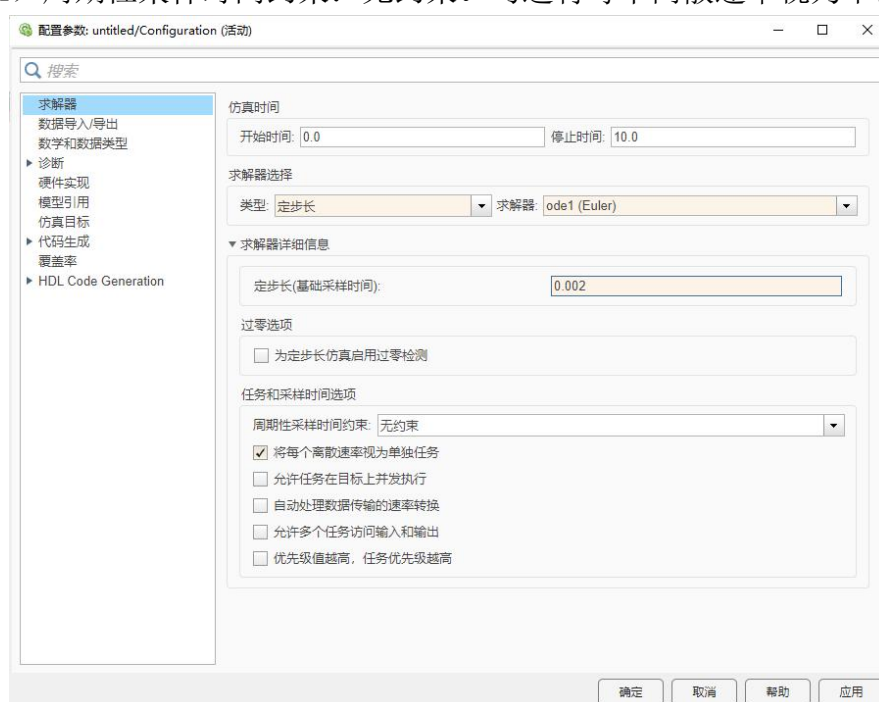 配置参数: untitled/Configuration (活动)
搜索
求解器
数据导入/导出
数学和数据类型
诊断
硬件实现
模型引用
仿真目标
代码生成
覆盖率
HDL Code Generation
仿真时间
开始时间: 0.0 停止时间: 10.0
求解器选择
类型: 定步长 求解器: ode1 (Euler)
求解器详细信息
定步长(基础采样时间): 0.002
过零选项
为定步长仿真启用过零检测
任务和采样时间选项
周期性采样时间约束: 无约束
将每个离散速率视为单独任务
允许任务在目标上并发执行
自动处理数据传输的速率转换
允许多个任务访问输入和输出
优先级值越高，任务优先级越高
确定 取消 帮助 应用